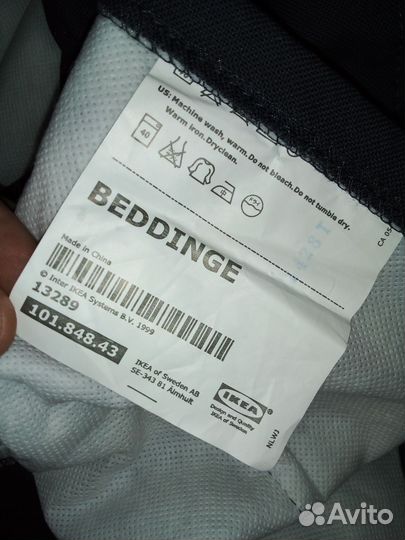 US: Machine wash, warm. Do not bleach. Do not tumble dry.
Warm iron. Dryclean.
40
BEDDINGE
Made in China
© Inter IKEA Systems B.V. 1999
13289
101.848.43
IKEA of Sweden AB
SE-343 81 Älmhult
IKEA
Design and Quality
IKEA of Sweden
NLWJ
Avito